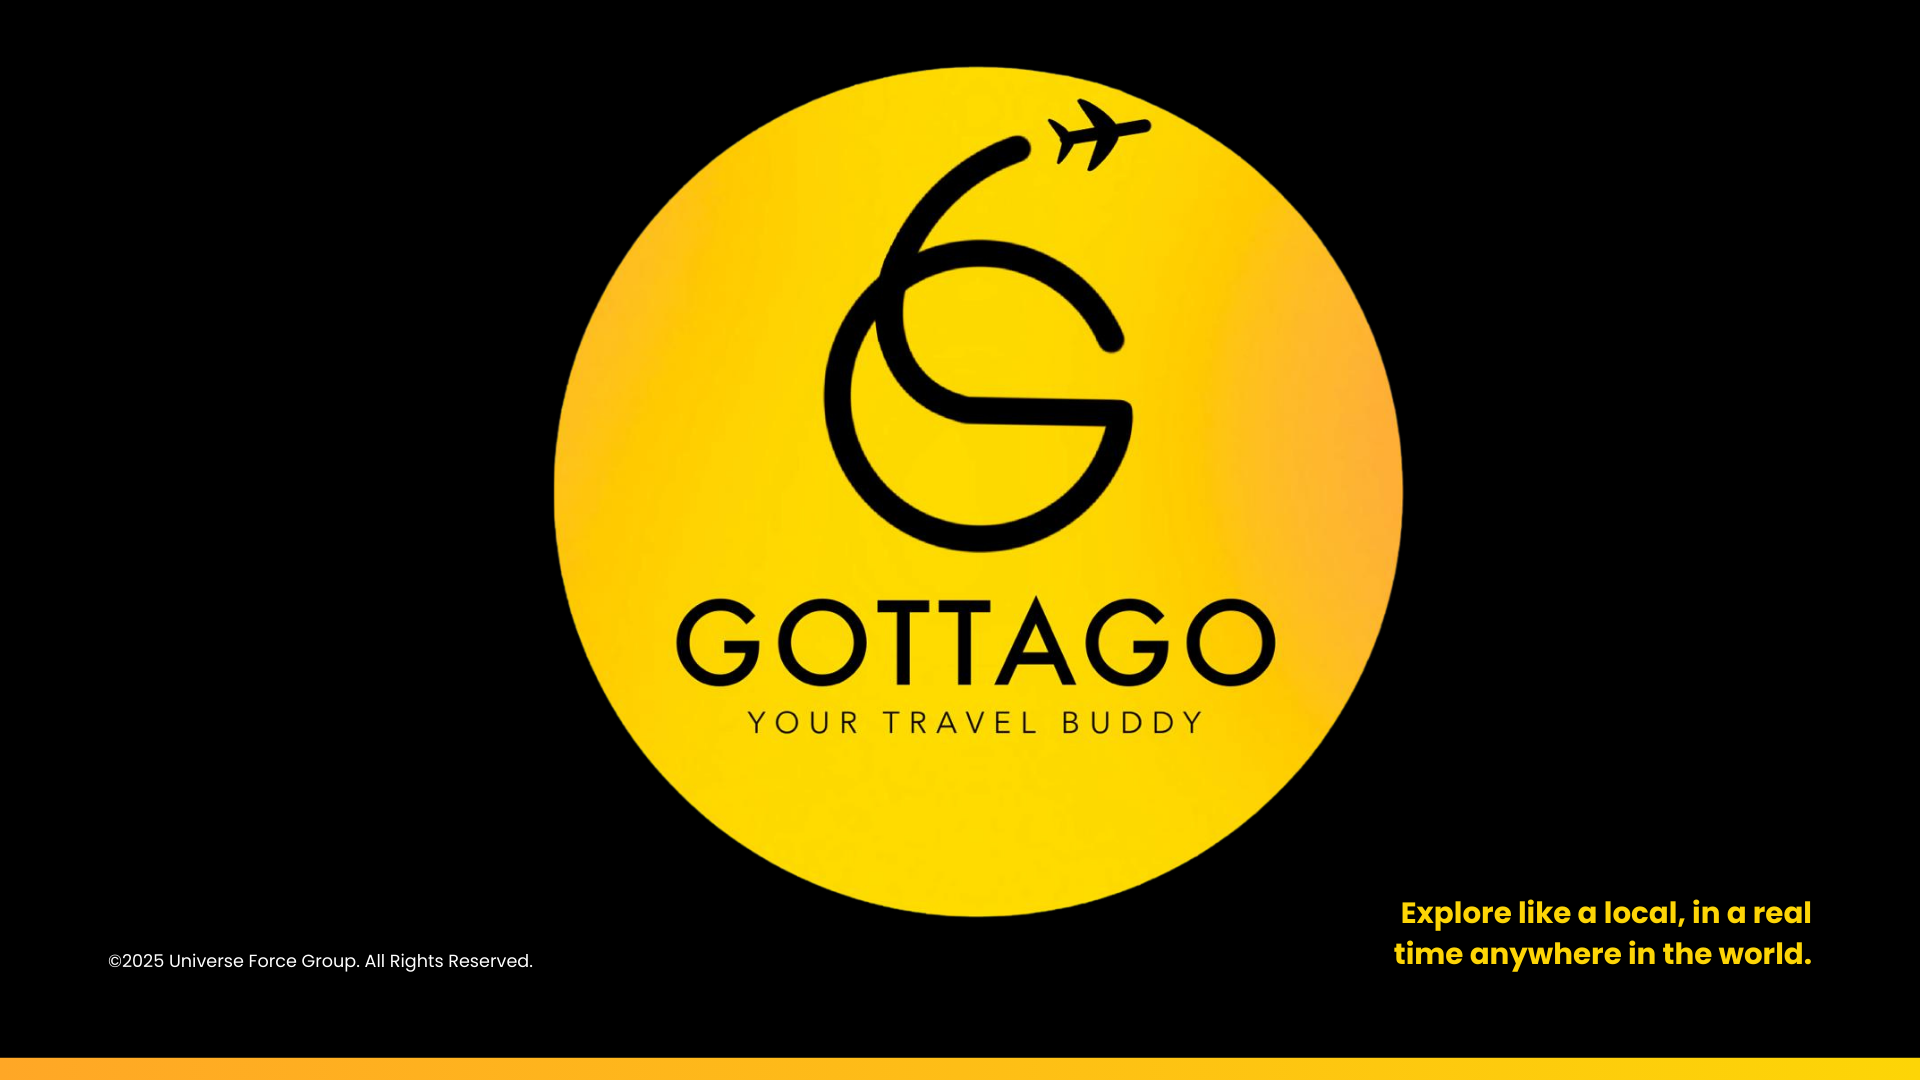 GOTTAGO
YOUR TRAVEL BUDDY
Explore like a local, in a real
time anywhere in the world.
©2025 Universe Force Group. All Rights Reserved.